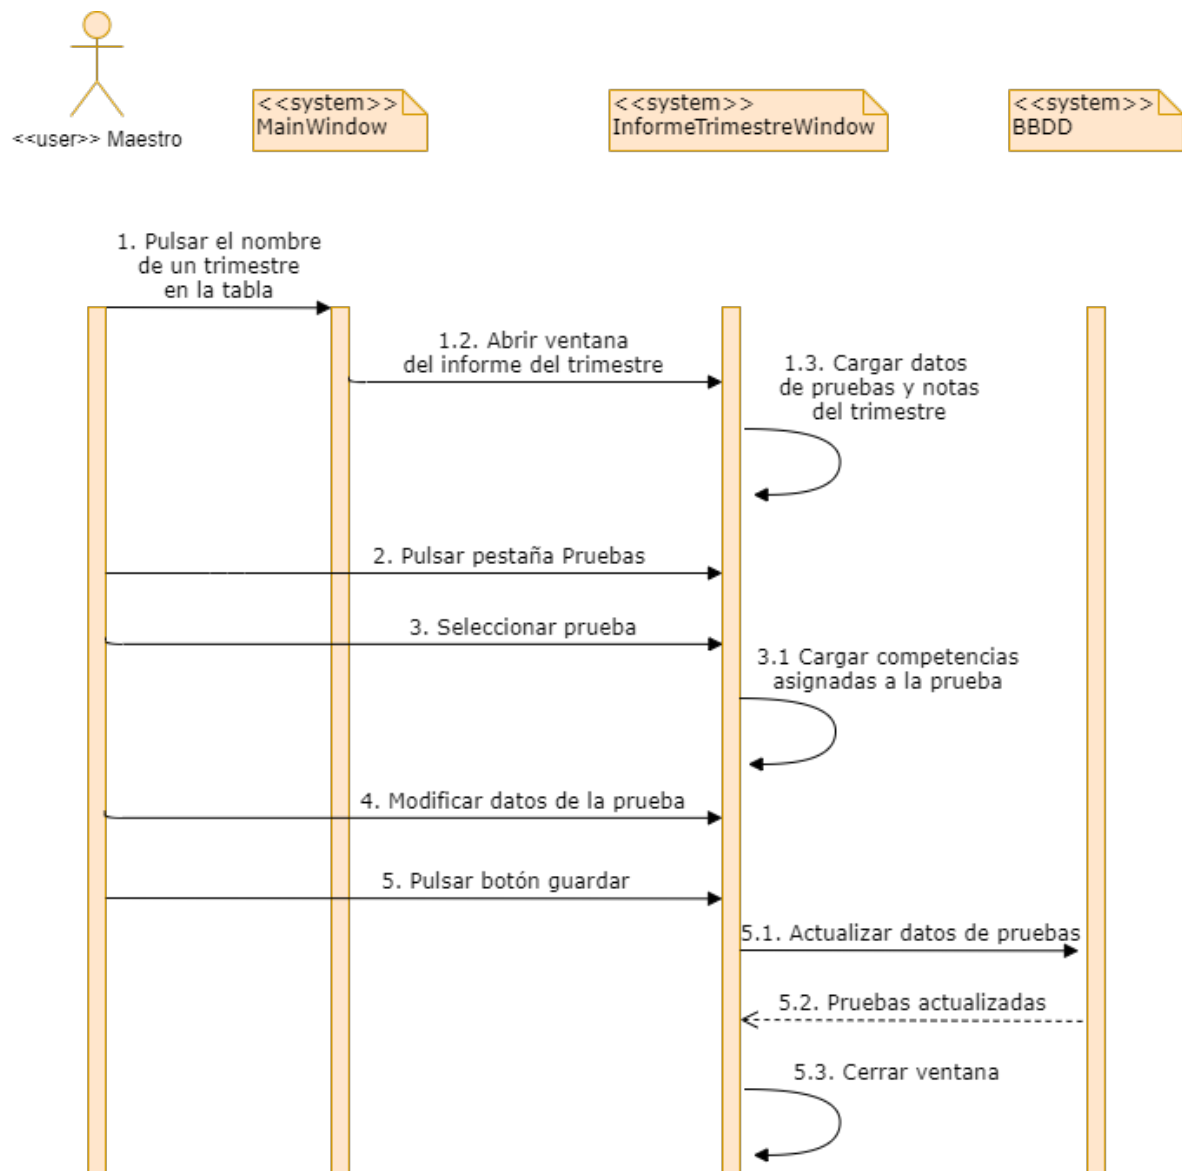 <<user>> Maestro
<<system>>
MainWindow
<<system>>
InformeTrimestreWindow
<<system>>
BBDD
1. Pulsar el nombre
de un trimestre
en la tabla
1.2. Abrir ventana
del informe del trimestre
1.3. Cargar datos
de pruebas y notas
del trimestre
2. Pulsar pestaña Pruebas
3. Seleccionar prueba
3.1 Cargar competencias
asignadas a la prueba
4. Modificar datos de la prueba
5. Pulsar botón guardar
5.1. Actualizar datos de pruebas
5.2. Pruebas actualizadas
5.3. Cerrar ventana